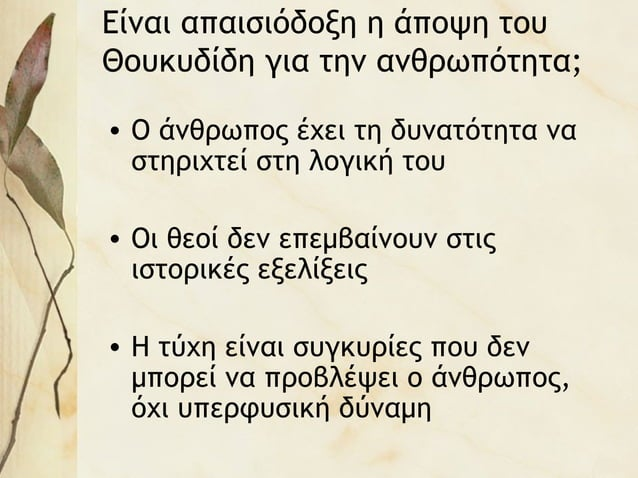 Είναι απαισιόδοξη η άποψη του
Θουκυδίδη για την ανθρωπότητα;
• Ο άνθρωπος έχει τη δυνατότητα να
στηριχτεί στη λογική του
• Οι θεοί δεν επεμβαίνουν στις
ιστορικές εξελίξεις
• Η τύχη είναι συγκυρίες που δεν
μπορεί να προβλέψει ο άνθρωπος,
όχι υπερφυσική δύναμη